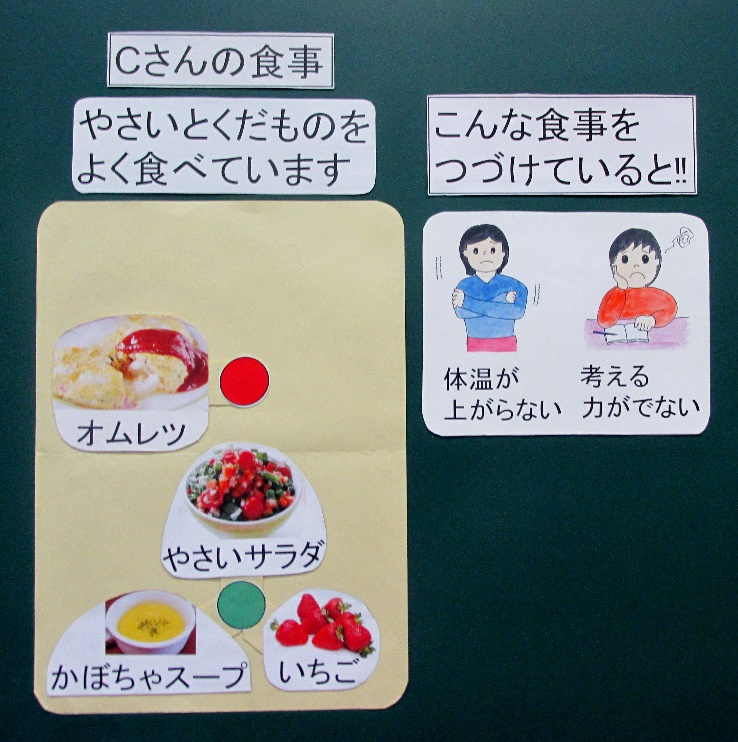 Cさんの食事
やさいとくだものを
よく食べています
オムレツ
やさいサラダ
かぼちゃスープ
いちご
こんな食事を
つづけていると!!
体温が
上がらない
考える
力がでない